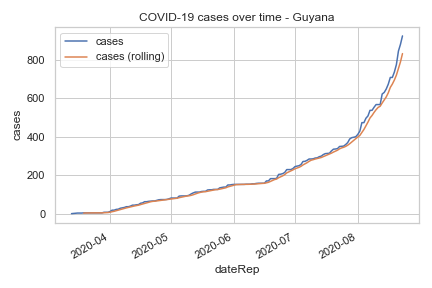 COVID-19 cases over time - Guyana
cases
cases (rolling)
800
600
400
200
0
cases
2020-04
2020-05
2020-06
2020-07
2020-08
dateRep